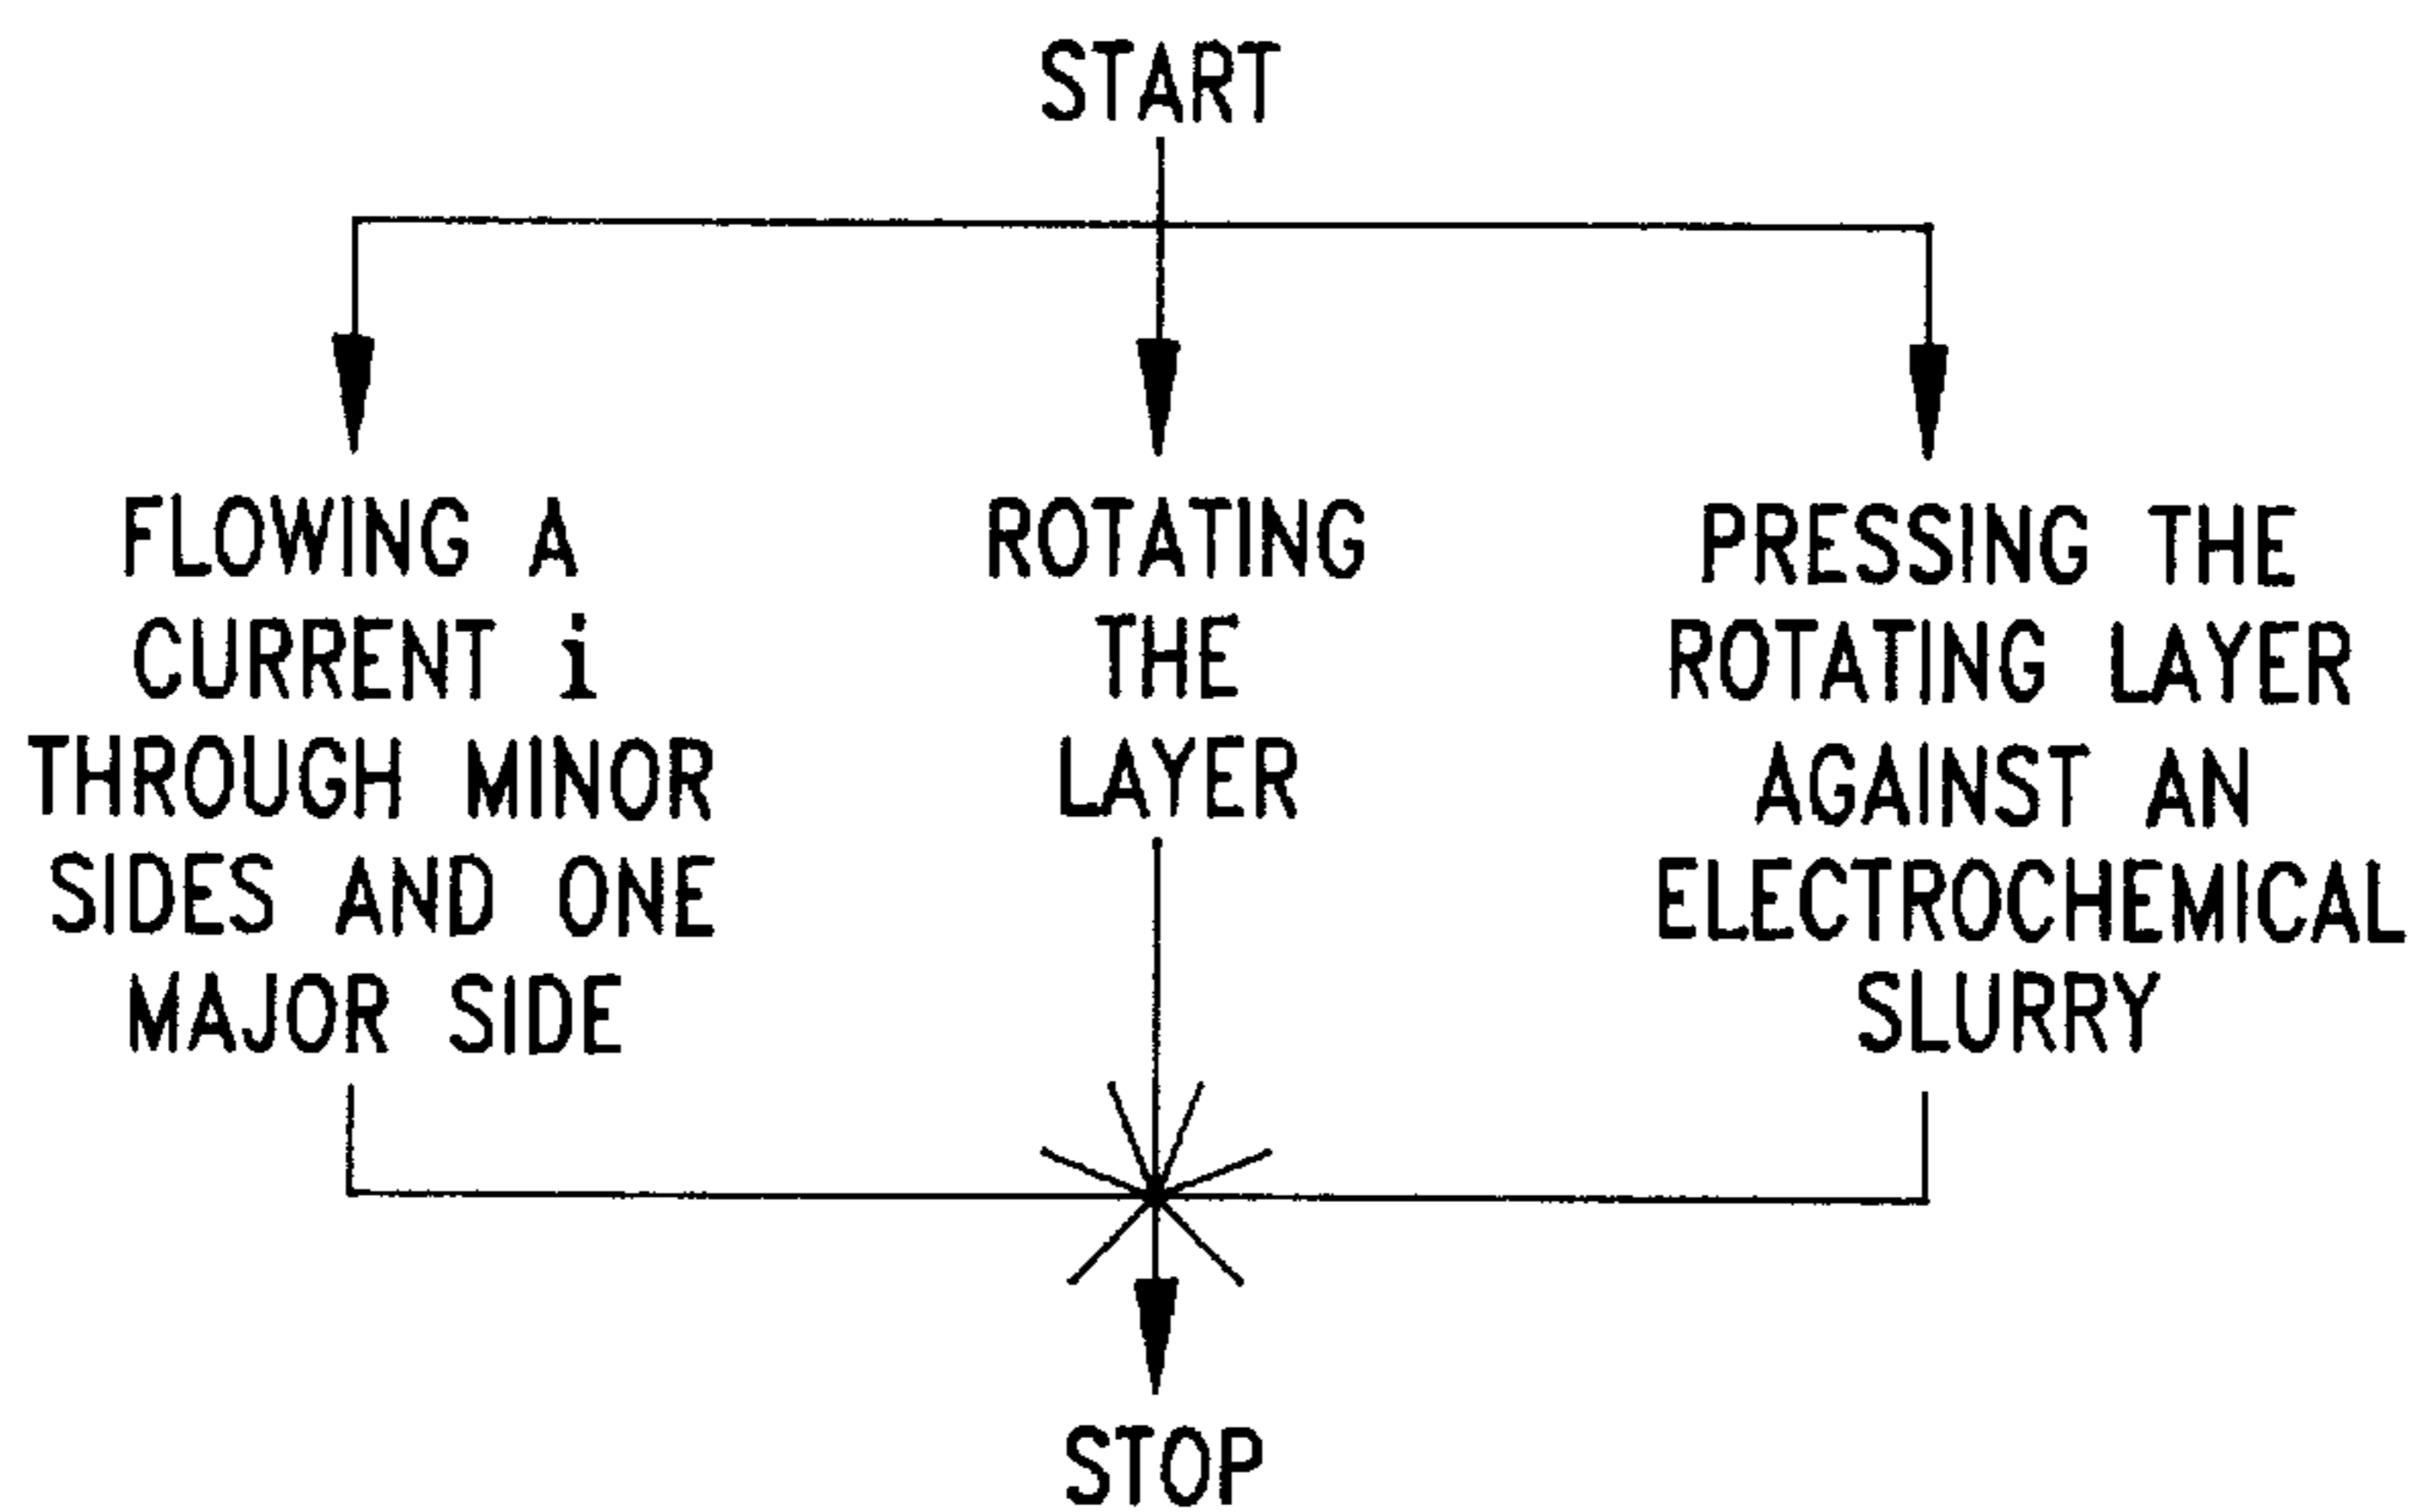 START
FLOWING A
CURRENT i
THROUGH MINOR
SIDES AND ONE
MAJOR SIDE
ROTATING
THE
LAYER
PRESSING THE
ROTATING LAYER
AGAINST AN
ELECTROCHEMICAL
SLURRY
STOP